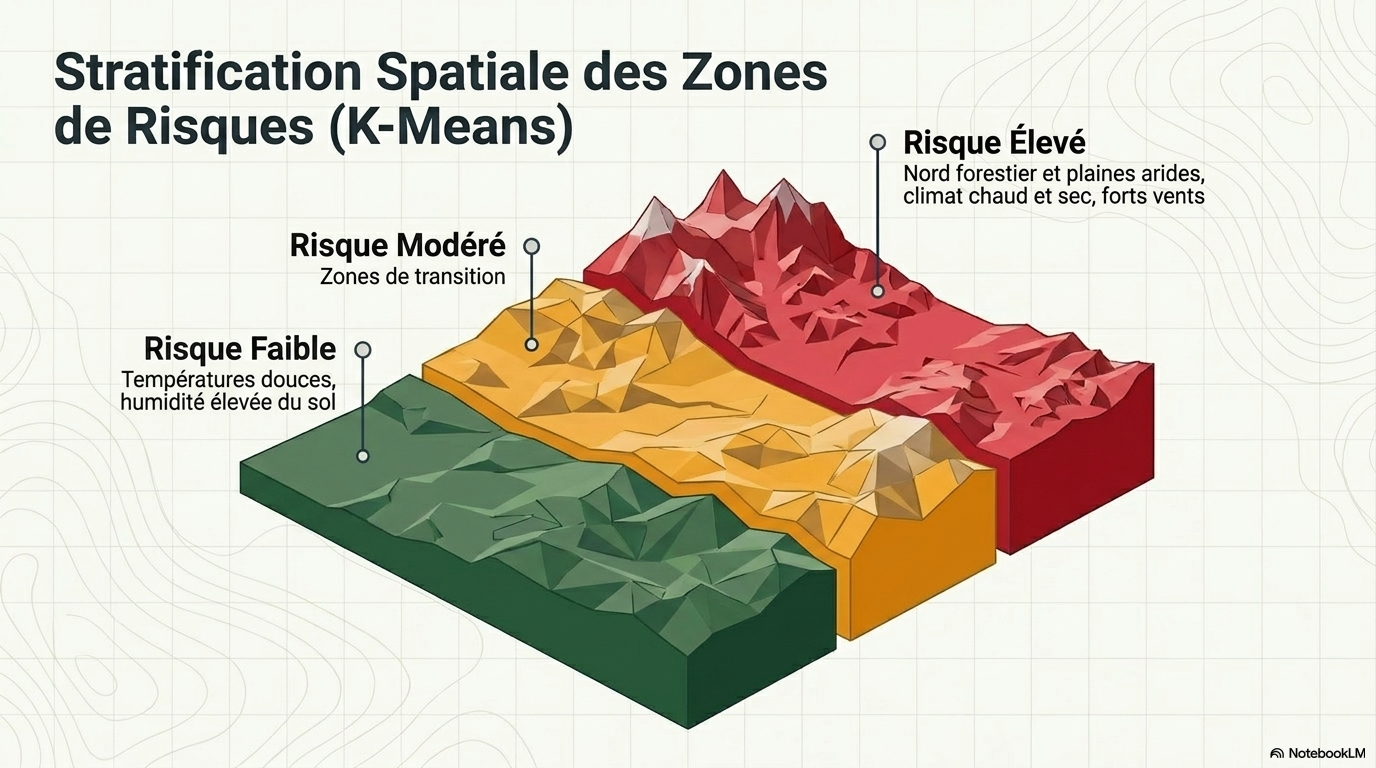 Stratification Spatiale des Zones
de Risques (K-Means)
Risque Élevé
Nord forestier et plaines arides,
climat chaud et sec, forts vents
Risque Modéré
Zones de transition
Risque Faible
Températures douces,
humidité élevée du sol
NotebookLM